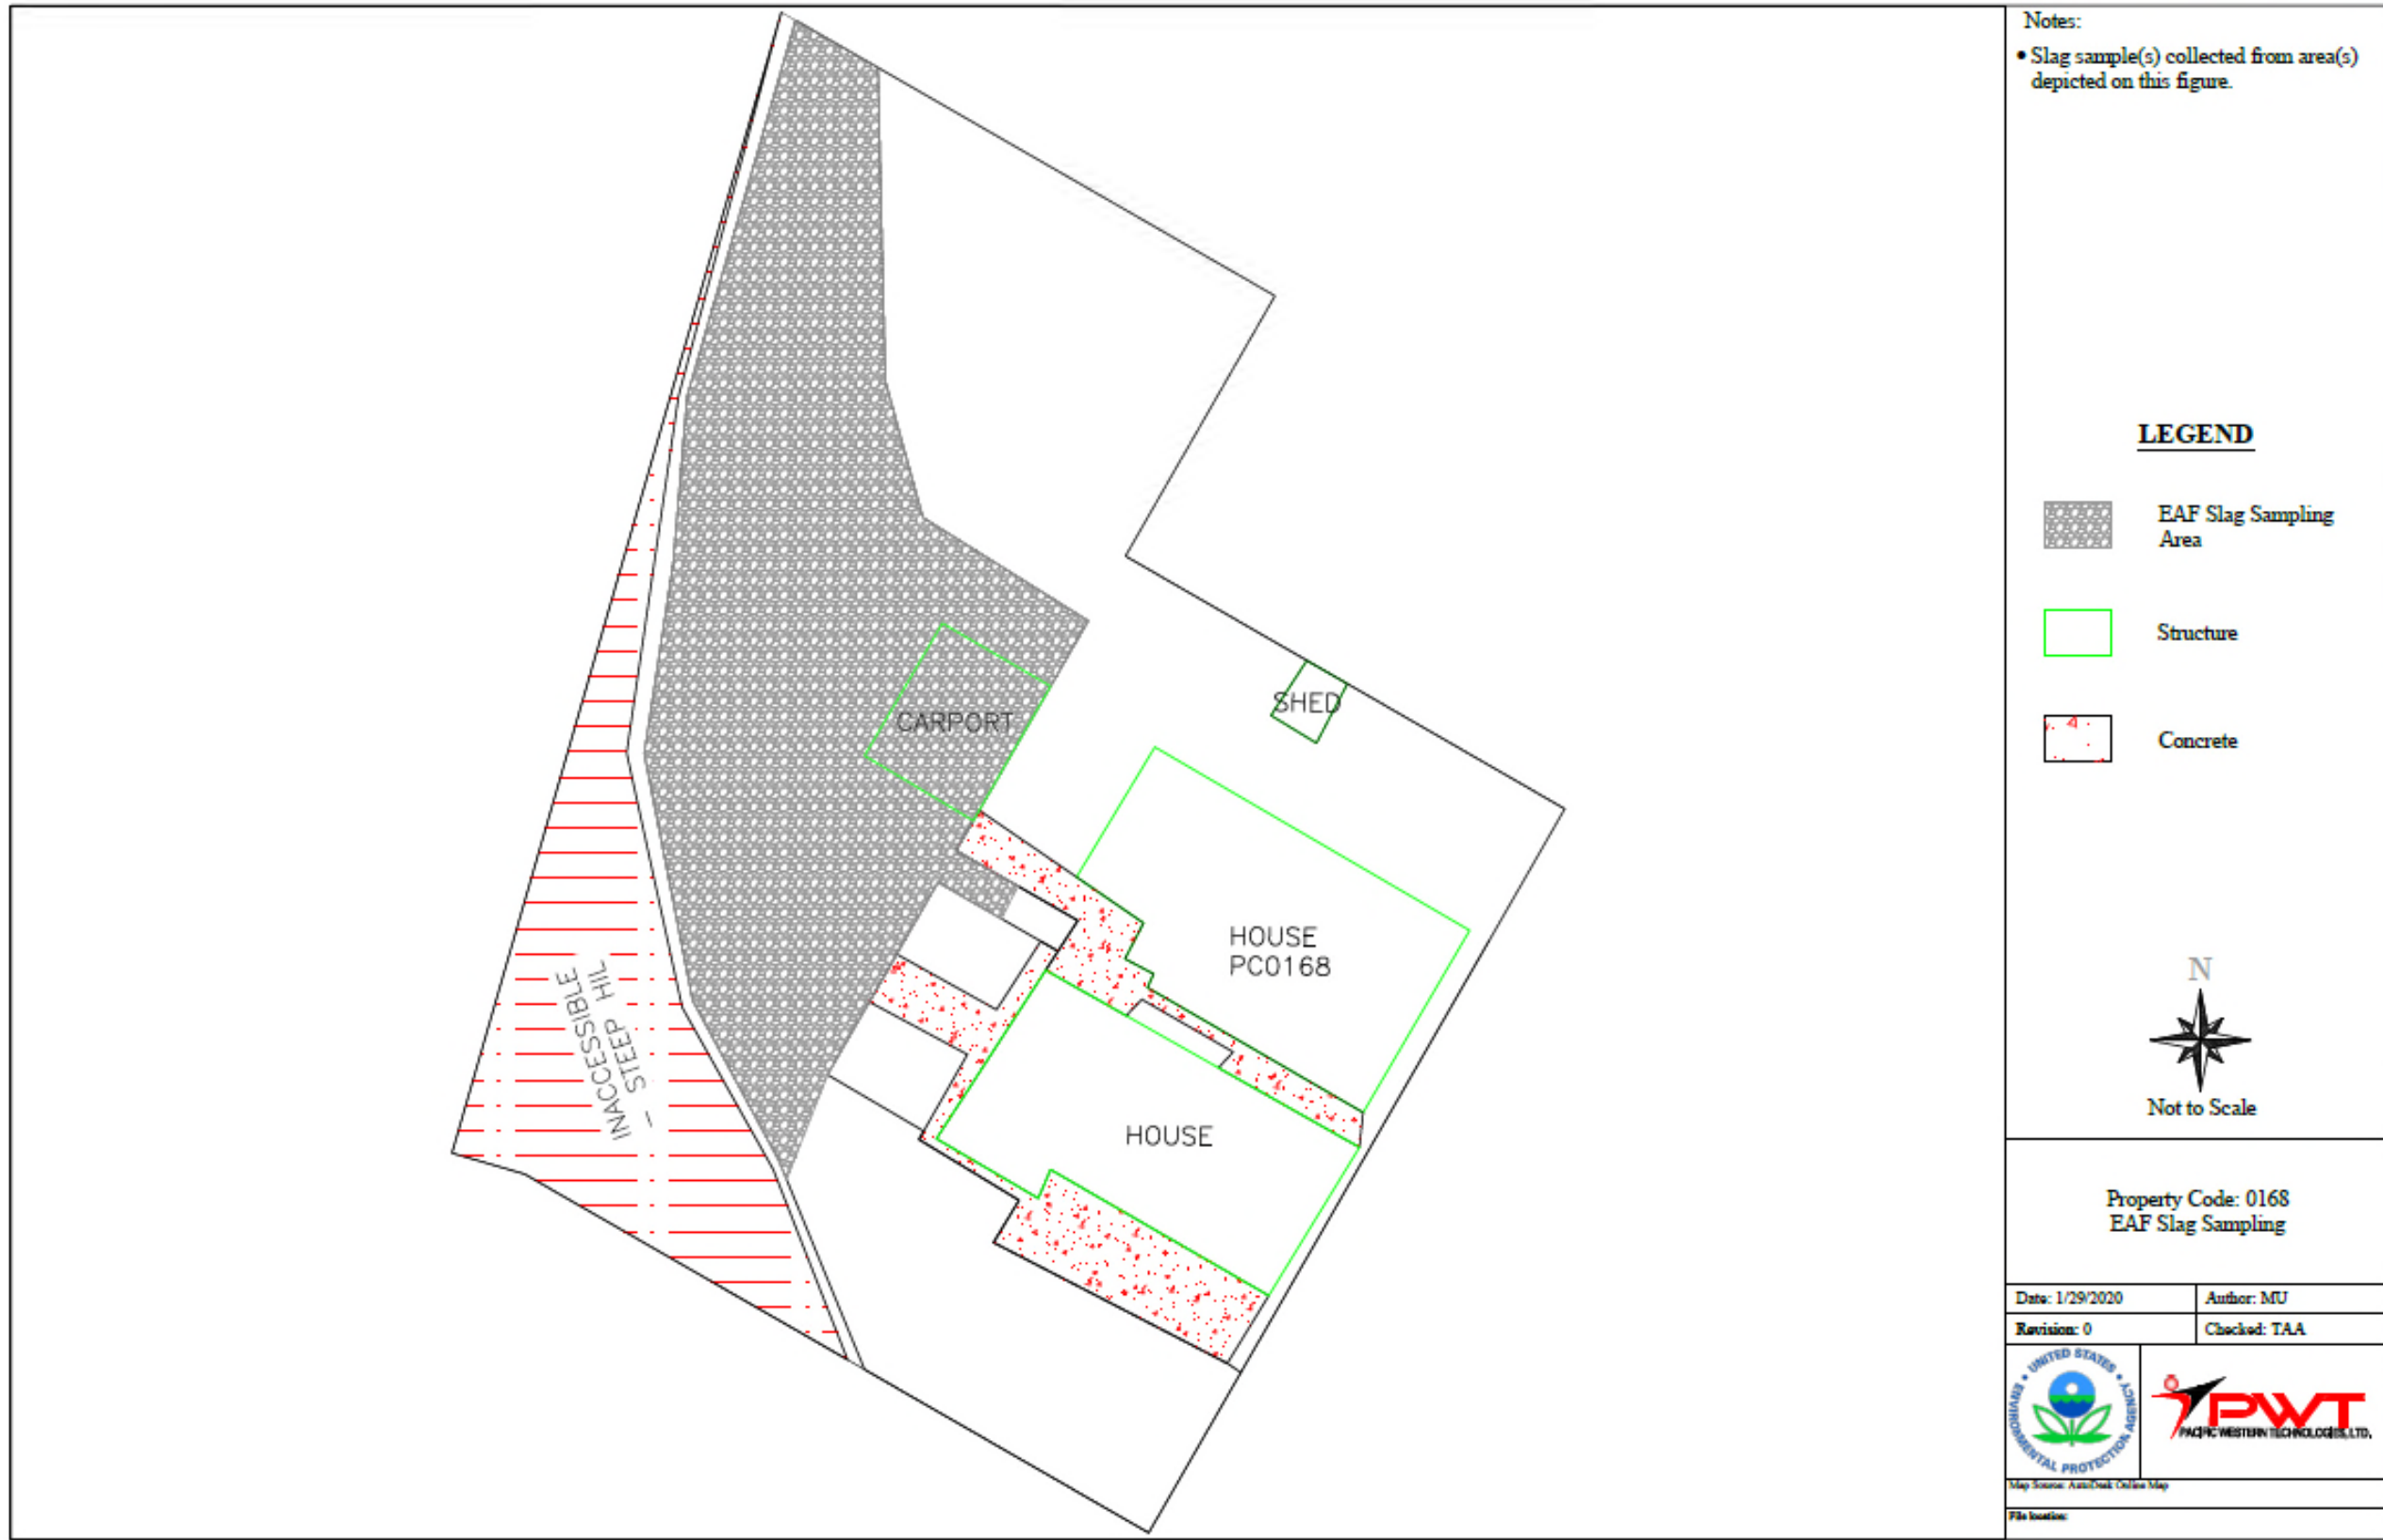 CARPORT
SHED
HOUSE
PC0168
HOUSE
INACCESSIBLE
– STEEP HIL
Notes:
• Slag sample(s) collected from area(s)
depicted on this figure.
LEGEND
EAF Slag Sampling
Area
Structure
Concrete
N
Not to Scale
Property Code: 0168
EAF Slag Sampling
Date: 1/29/2020
Author: MU
Revision: 0
Checked: TAA
UNITED STATES
ENVIRONMENTAL PROTECTION AGENCY
PWT
PACIFIC WESTERN TECHNOLOGIES, LTD.
Map Source: AutoDesk Online Map
File location: